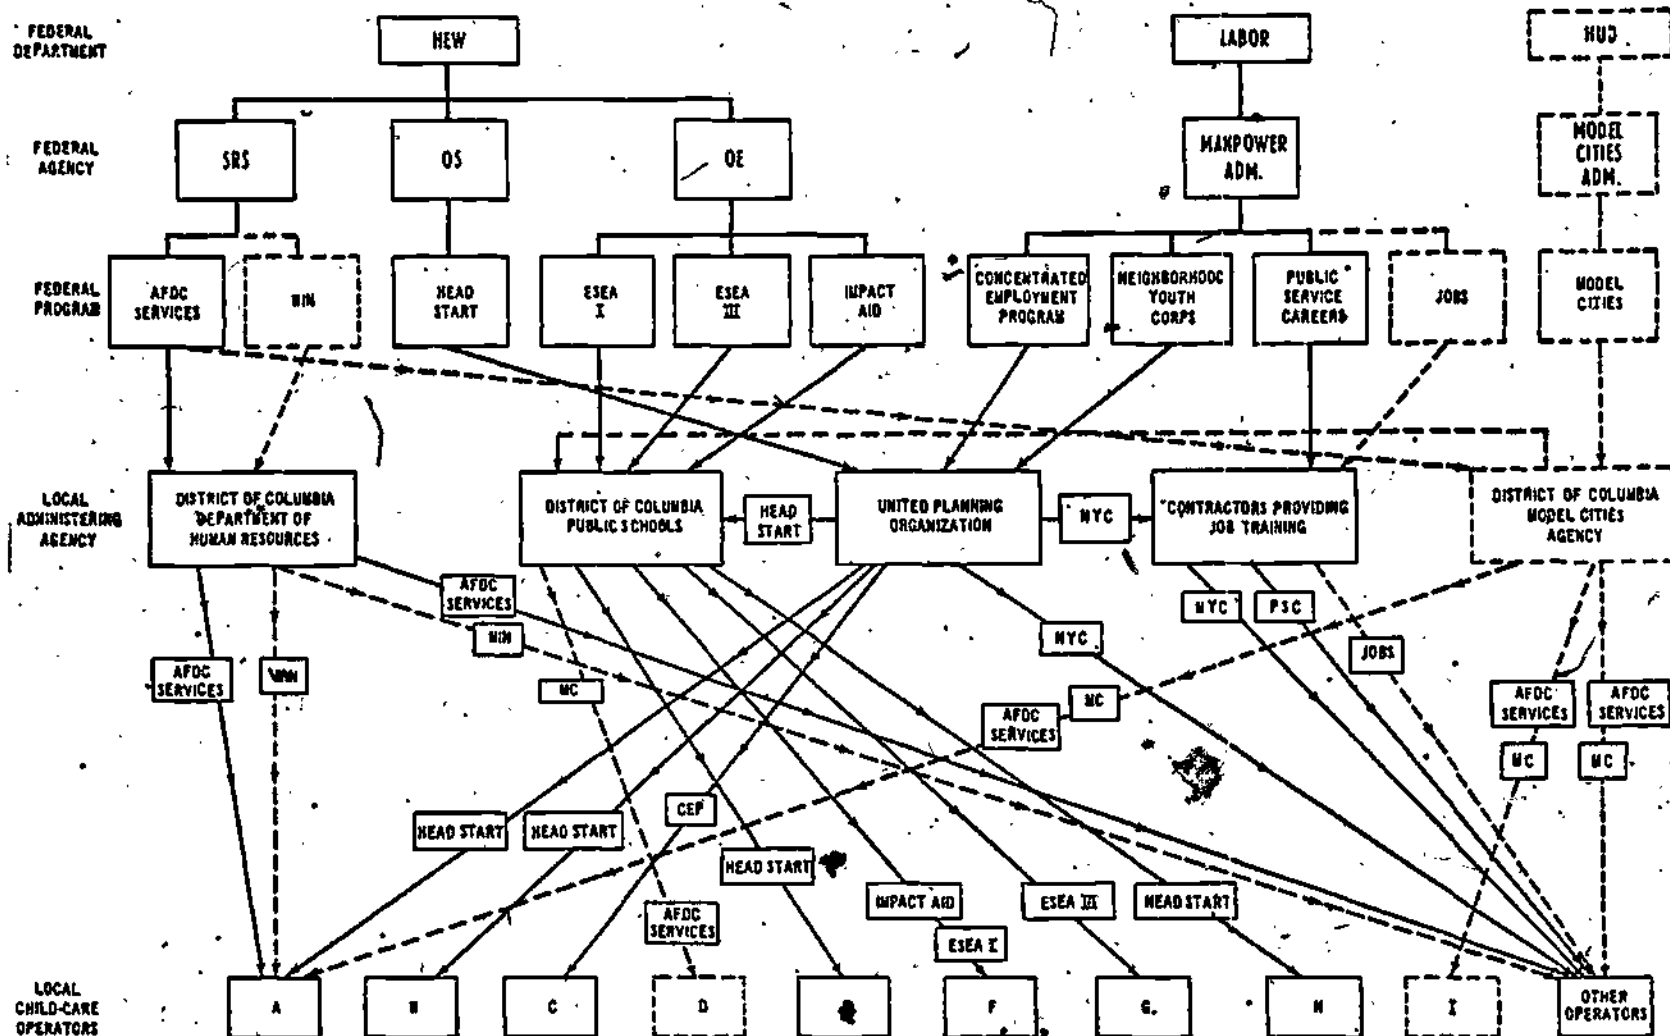 FEDERAL
DEPARTMENT
HEW
LABOR
HUD
FEDERAL
AGENCY
SRS
OS
OE
MANPOWER
ADM.
MODEL
CITIES
ADM.
FEDERAL
PROGRAM
AFDC
SERVICES
WIN
HEAD
START
ESEA
I
ESEA
III
IMPACT
AID
CONCENTRATED
EMPLOYMENT
PROGRAM
NEIGHBORHOOD
YOUTH
CORPS
PUBLIC
SERVICE
CAREERS
JOBS
MODEL
CITIES
LOCAL
ADMINISTERING
AGENCY
DISTRICT OF COLUMBIA
DEPARTMENT OF
HUMAN RESOURCES
DISTRICT OF COLUMBIA
PUBLIC SCHOOLS
HEAD
START
UNITED PLANNING
ORGANIZATION
NYC
CONTRACTORS PROVIDING
JOB TRAINING
DISTRICT OF COLUMBIA
MODEL CITIES
AGENCY
AFDC
SERVICES
WIN
NYC
NYC
PSC
JOBS
AFDC
SERVICES
WIN
MC
MC
AFDC
SERVICES
AFDC
SERVICES
AFDC
SERVICES
MC
MC
HEAD START
HEAD START
CEP
HEAD START
IMPACT AID
ESEA III
HEAD START
AFDC
SERVICES
ESEA I
LOCAL
CHILD-CARE
OPERATORS
A
C
D
F
G
H
I
OTHER
OPERATORS